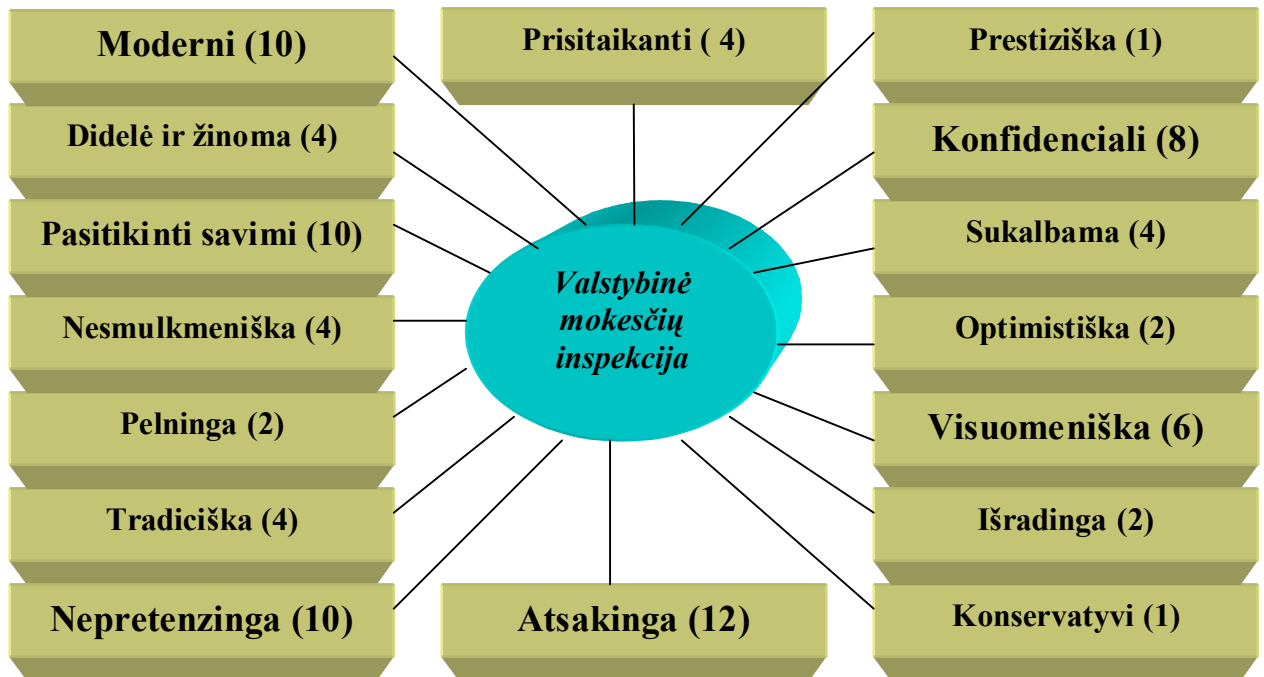 Moderni (10)
Prisitaikanti ( 4)
Prestiziška (1)
Didelė ir žinoma (4)
Konfidenciali (8)
Pasitikinti savimi (10)
Sukalbama (4)
Valstybinė
mokesčių
inspekcija
Nesmulkmeniška (4)
Optimistiška (2)
Pelninga (2)
Visuomeniška (6)
Tradiciška (4)
Išradinga (2)
Nepretenzinga (10)
Atsakinga (12)
Konservatyvi (1)